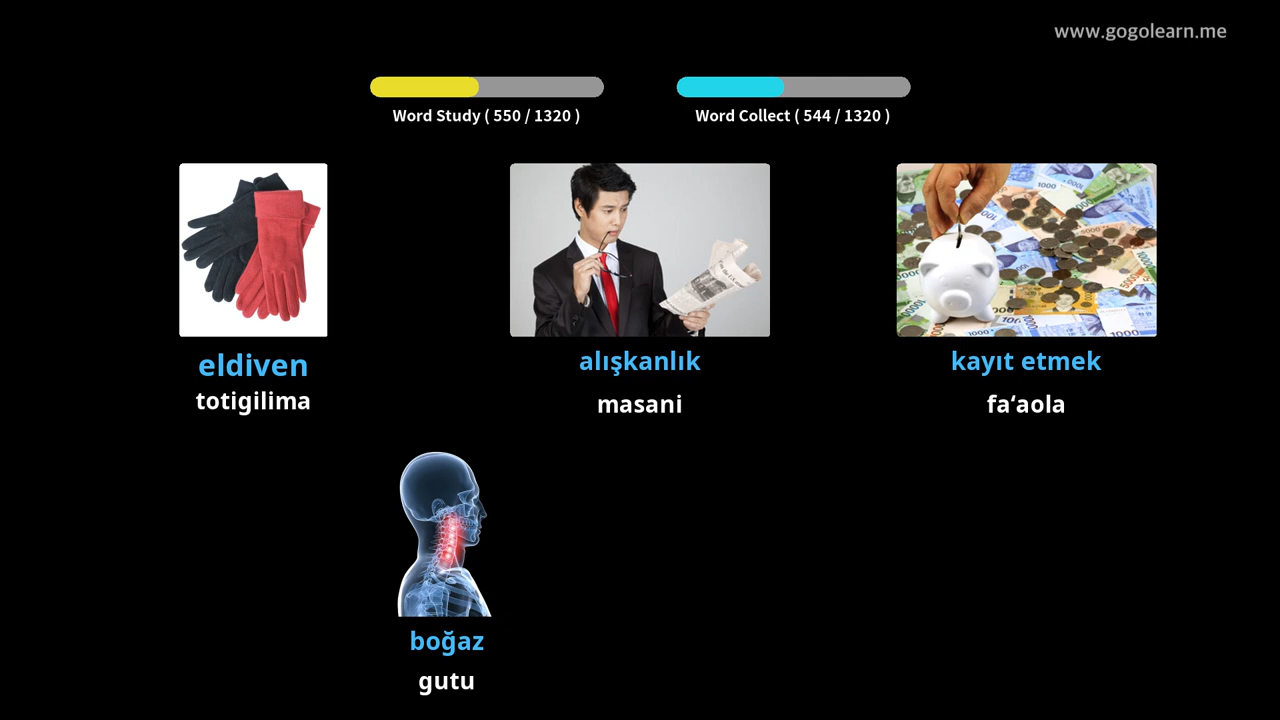 www.gogolearn.me
Word Study ( 550 / 1320 )
Word Collect ( 544 / 1320 )
eldiven
totigilima
alışkanlık
masani
kayıt etmek
fa‘aola
boğaz
gutu